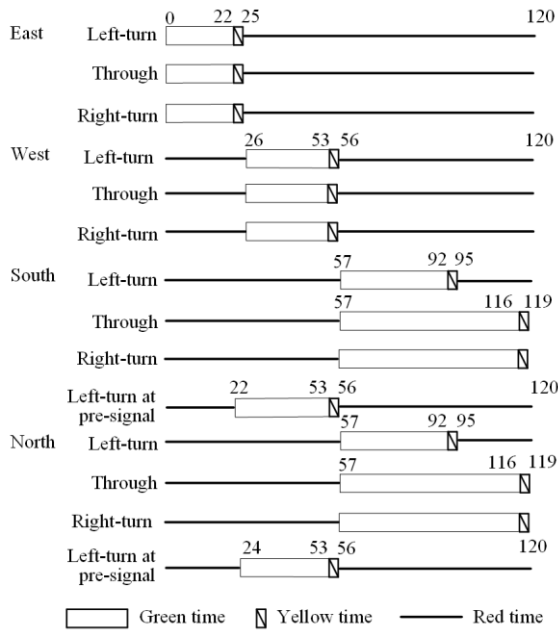 0 22 25 120
East Left-turn
Through
Right-turn
26 53 56 120
West Left-turn
Through
Right-turn
57 92 95
South Left-turn
57 116 119
Through
Right-turn
22 53 56 120
Left-turn at
pre-signal
57 92 95
North Left-turn
57 116 119
Through
Right-turn
24 53 56 120
Left-turn at
pre-signal
Green time Yellow time Red time